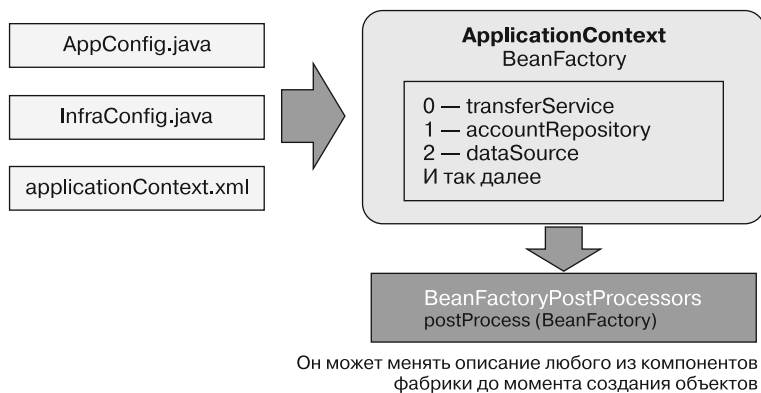 AppConfig.java
InfraConfig.java
applicationContext.xml
ApplicationContext
BeanFactory
0 — transferService
1 — accountRepository
2 — dataSource
И так далее
BeanFactoryPostProcessors
postProcess (BeanFactory)
Он может менять описание любого из компонентов
фабрики до момента создания объектов